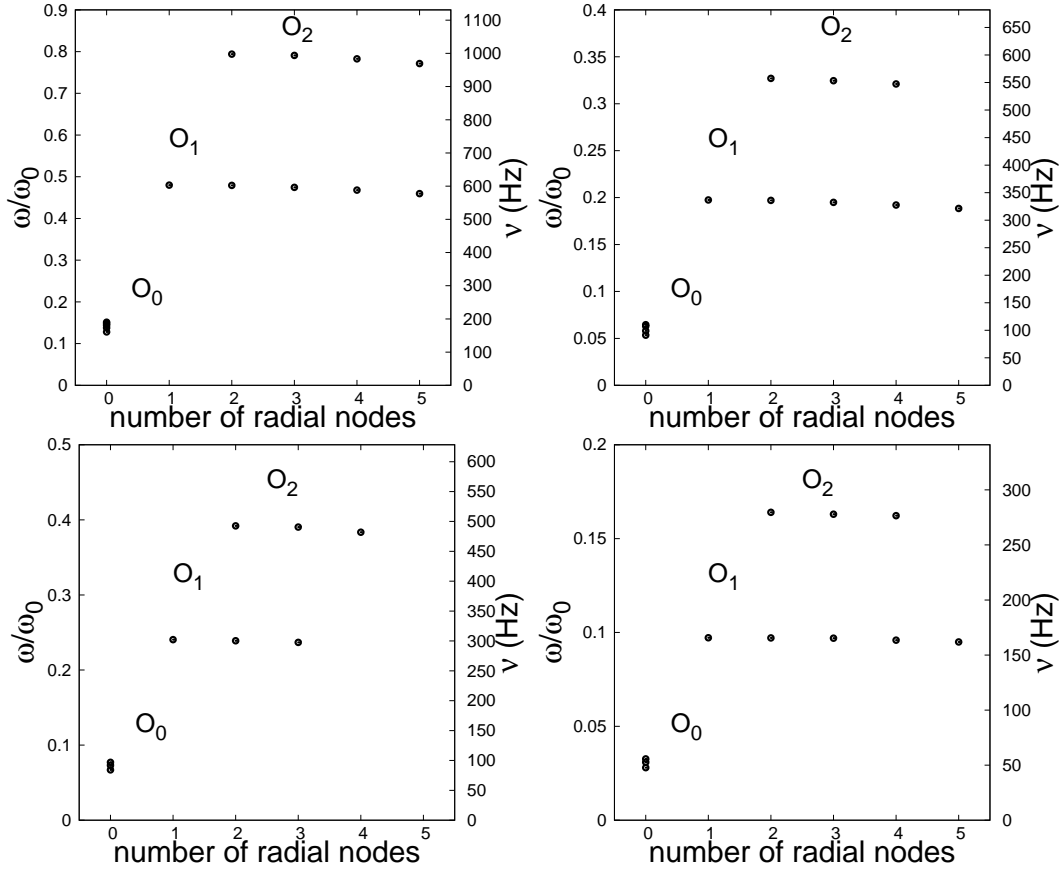 0.9
0.8
0.7
0.6
0.5
0.4
0.3
0.2
0.1
0
ω/ω0
O2
O1
O0
1100
1000
900
800
700
600
500
400
300
200
100
0
ν (Hz)
0 1 2 3 4 5
number of radial nodes
0.4
0.35
0.3
0.25
0.2
0.15
0.1
0.05
0
ω/ω0
O2
O1
O0
650
600
550
500
450
400
350
300
250
200
150
100
50
0
ν (Hz)
0 1 2 3 4 5
number of radial nodes
0.5
0.4
0.3
0.2
0.1
0
ω/ω0
O2
O1
O0
600
550
500
450
400
350
300
250
200
150
100
50
0
ν (Hz)
0 1 2 3 4 5
number of radial nodes
0.2
0.15
0.1
0.05
0
ω/ω0
O2
O1
O0
300
250
200
150
100
50
0
ν (Hz)
0 1 2 3 4 5
number of radial nodes